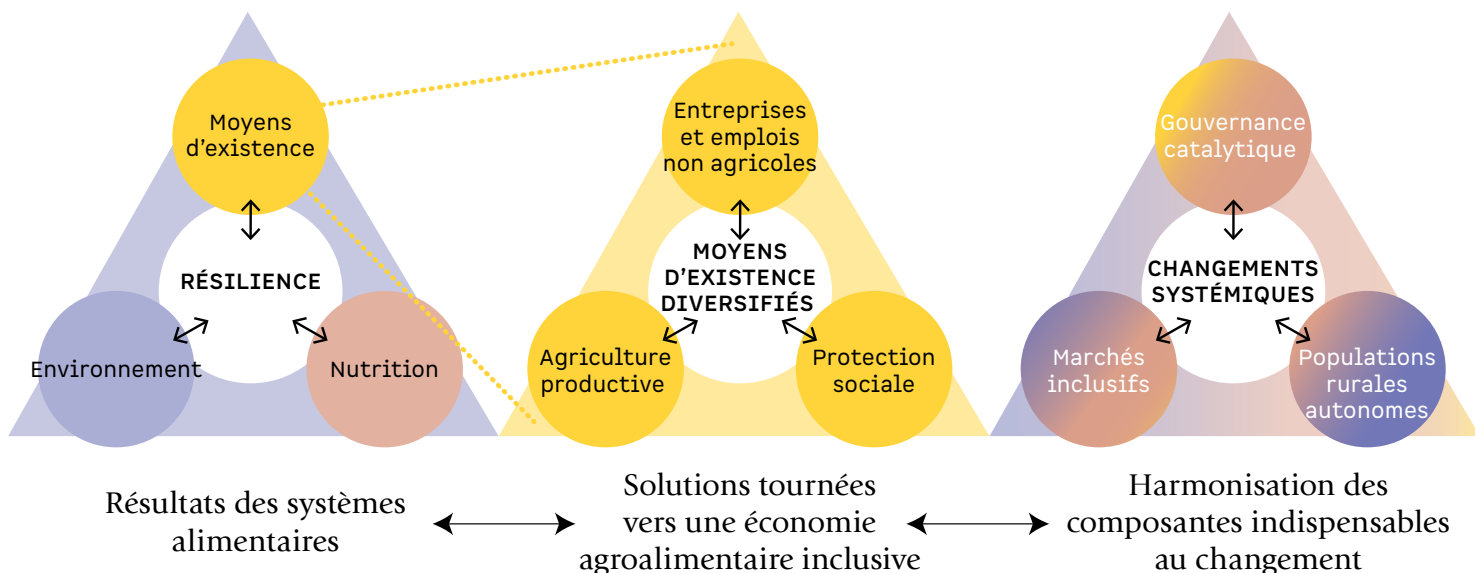 Moyens
d'existence
RÉSILIENCE
Environnement
Nutrition
Entreprises
et emplois
non agricoles
MOYENS
D'EXISTENCE
DIVERSIFIÉS
Agriculture
productive
Protection
sociale
Gouvernance
catalytique
CHANGEMENTS
SYSTÉMIQUES
Marchés
inclusifs
Populations
rurales
autonomes
Résultats des systèmes
alimentaires
Solutions tournées
vers une économie
agroalimentaire inclusive
Harmonisation des
composantes indispensables
au changement